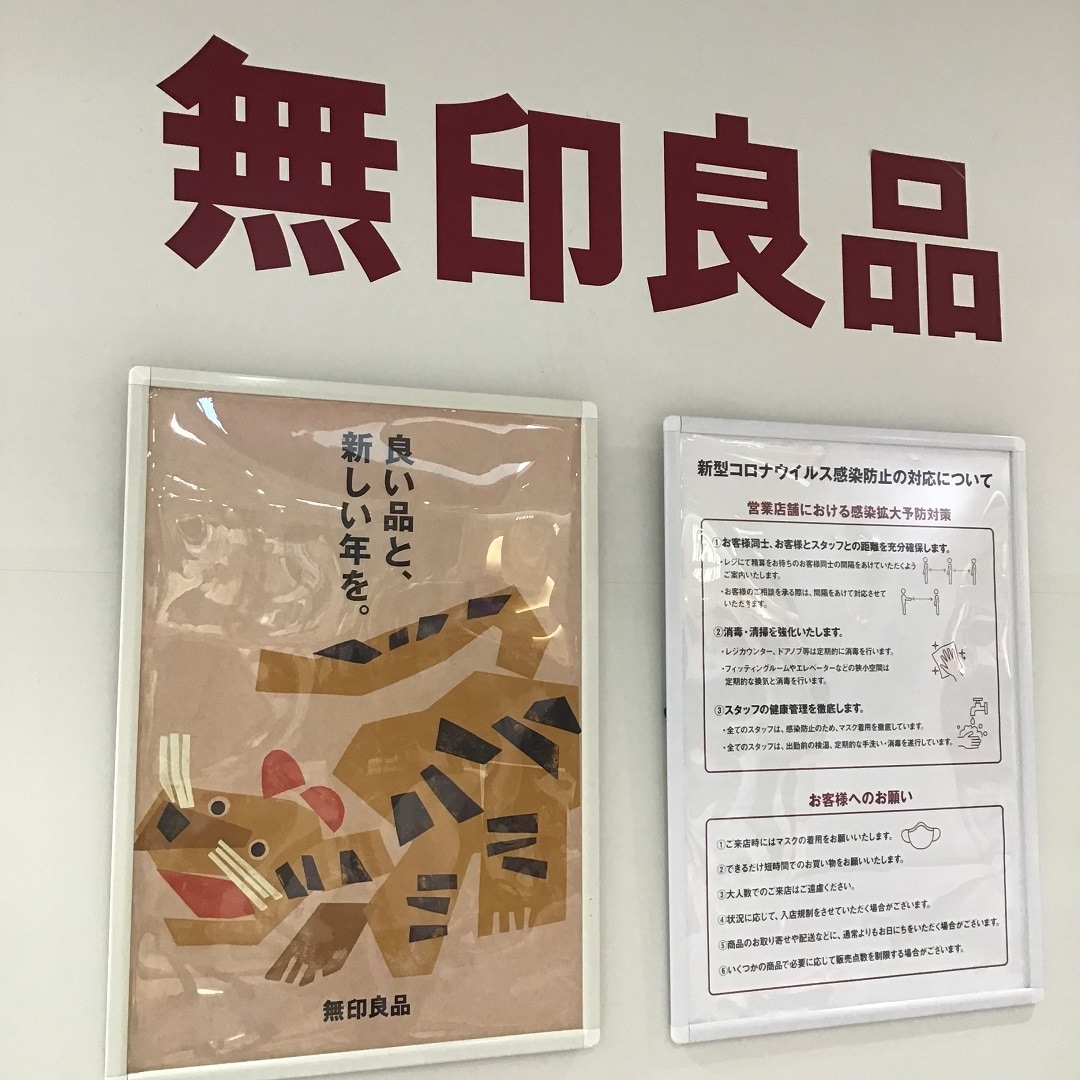 無印良品
良い品と、
新しい年を。
無印良品
新型コロナウイルス感染防止の対応について
営業店舗における感染拡大予防対策
①お客様同士、お客様とスタッフとの距離を充分確保します。
・レジにて精算をお待ちのお客様同士の間隔をあけていただくよう
ご案内いたします。
・お客様のご相談を承る際は、間隔をあけて対応させて
いただきます。
②消毒・清掃を強化いたします。
・レジカウンター、ドアノブ等は定期的に消毒を行います。
・フィッティングルームやエレベーターなどの狭小空間は
定期的な換気と消毒を行います。
③スタッフの健康管理を徹底します。
・全てのスタッフは、感染防止のため、マスク着用を徹底しています。
・全てのスタッフは、出勤前の検温、定期的な手洗い・消毒を遂行しています。
お客様へのお願い
①ご来店時にはマスクの着用をお願いいたします。
②できるだけ短時間でのお買い物をお願いいたします。
③大人数でのご来店はご遠慮ください。
④状況に応じて、入店規制をさせていただく場合がございます。
⑤商品のお取り寄せや配送などに、通常よりもお日にちをいただく場合がございます。
⑥いくつかの商品で必要に応じて販売点数を制限する場合がございます。